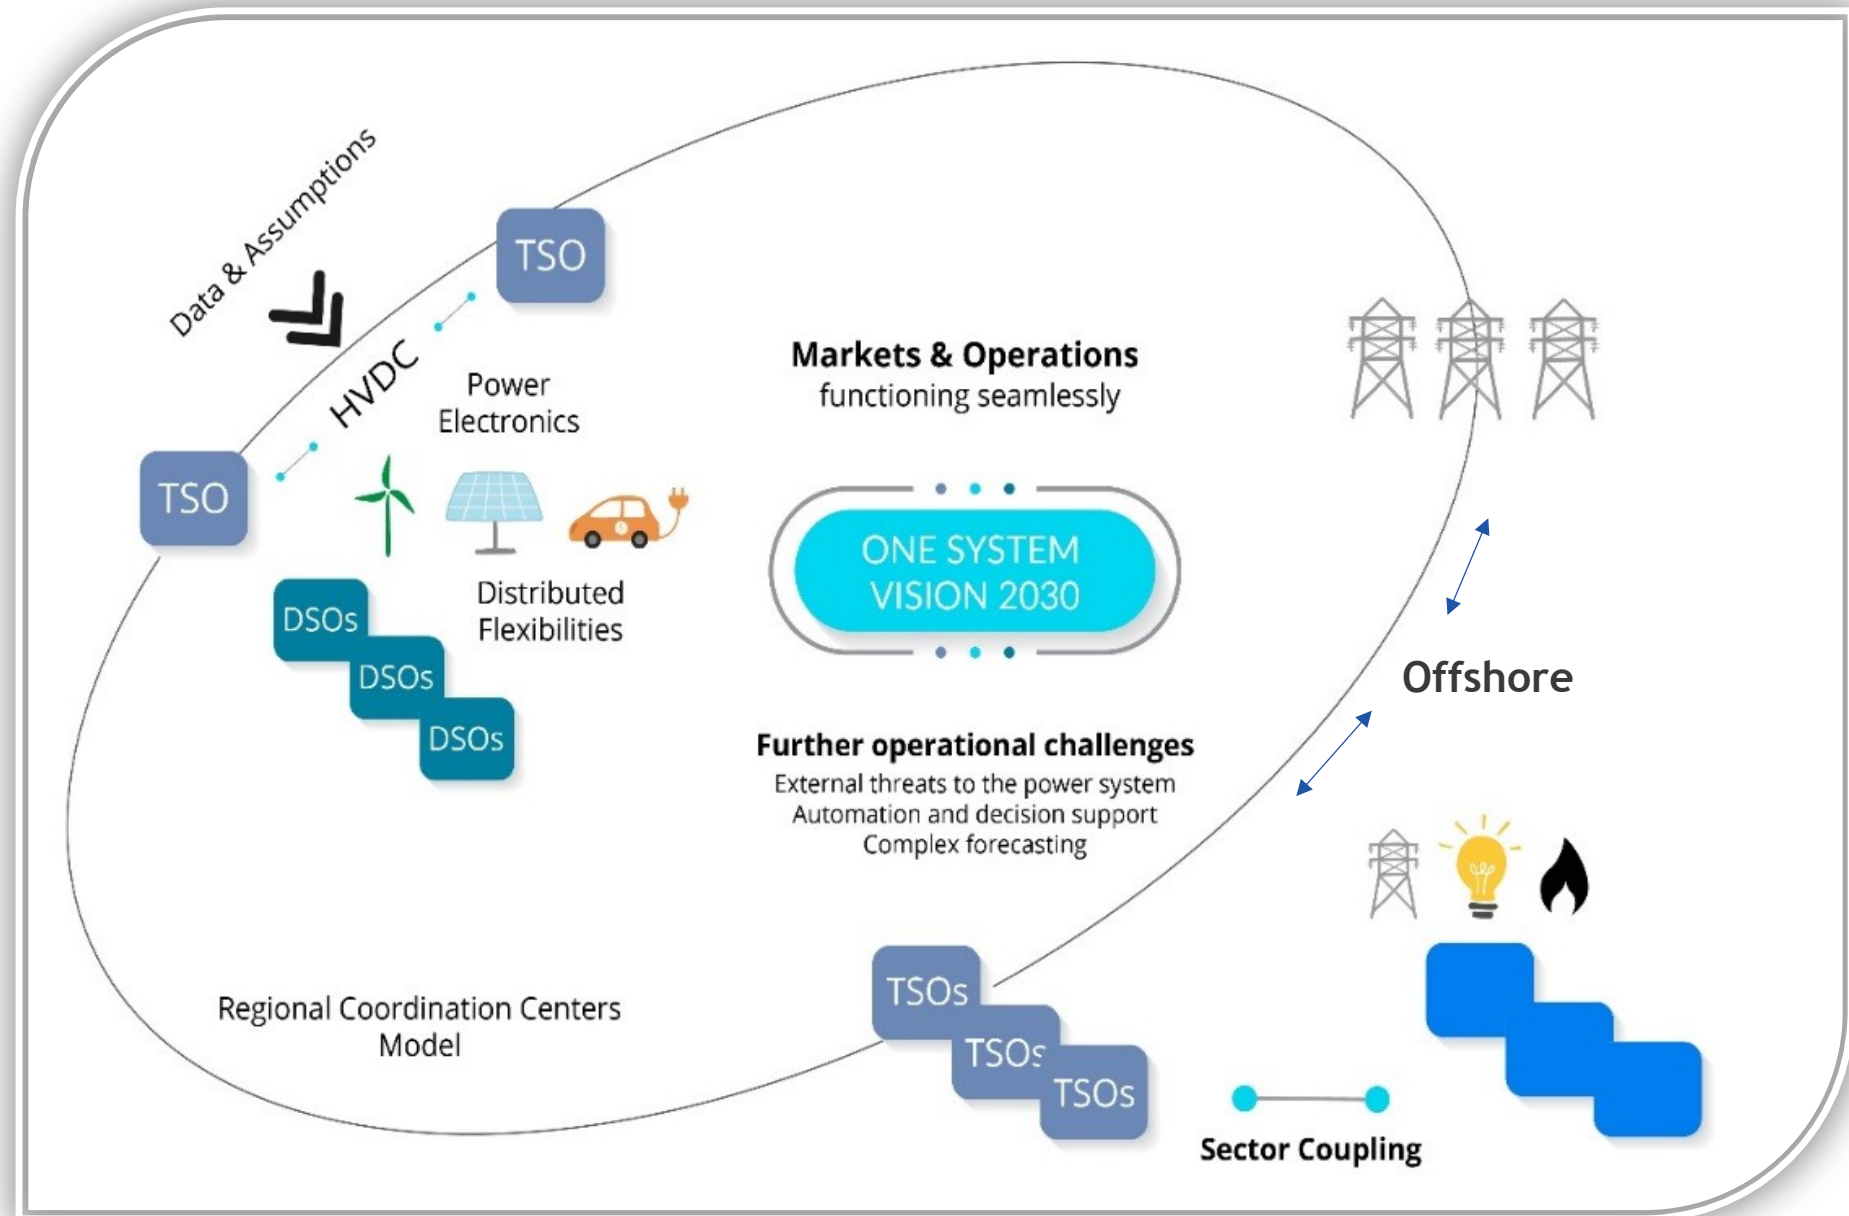 Data & Assumptions
TSO
HVDC
Power
Electronics
TSO
Markets & Operations
functioning seamlessly
ONE SYSTEM
VISION 2030
Distributed
Flexibilities
DSOs
DSOs
DSOs
Offshore
Further operational challenges
External threats to the power system
Automation and decision support
Complex forecasting
Regional Coordination Centers
Model
TSOs
TSOs
TSOs
Sector Coupling